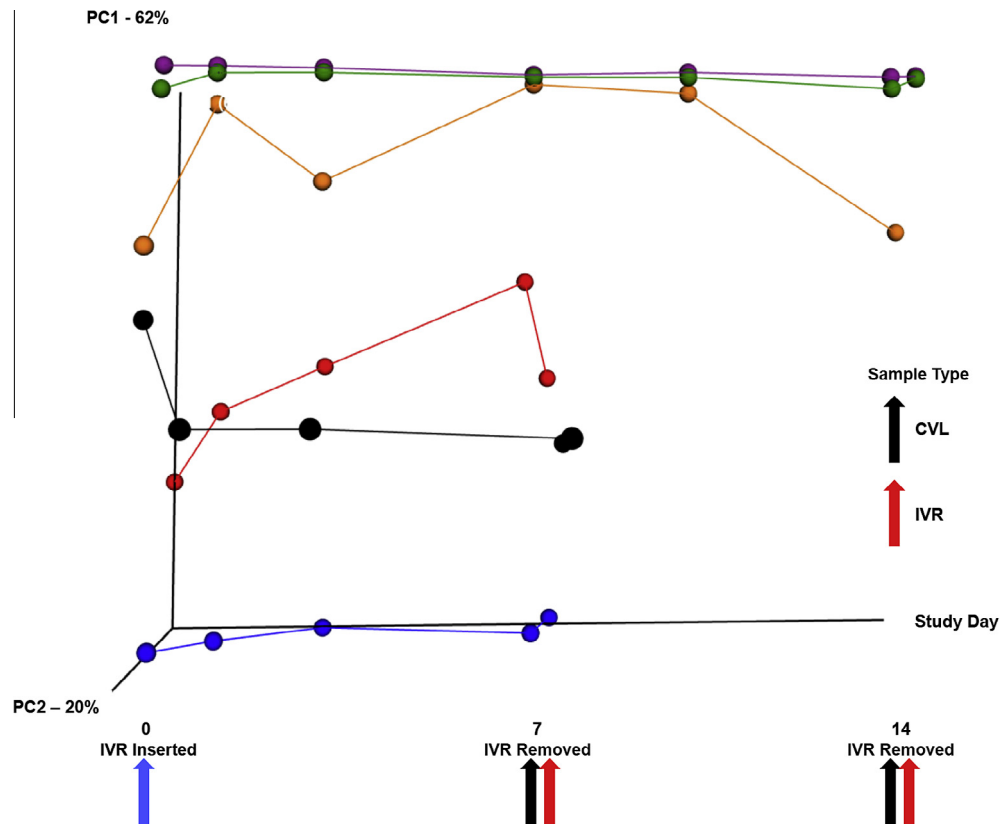 PC1 - 62%
Sample Type
CVL
IVR
Study Day
PC2 – 20%
0
IVR Inserted
7
IVR Removed
14
IVR Removed